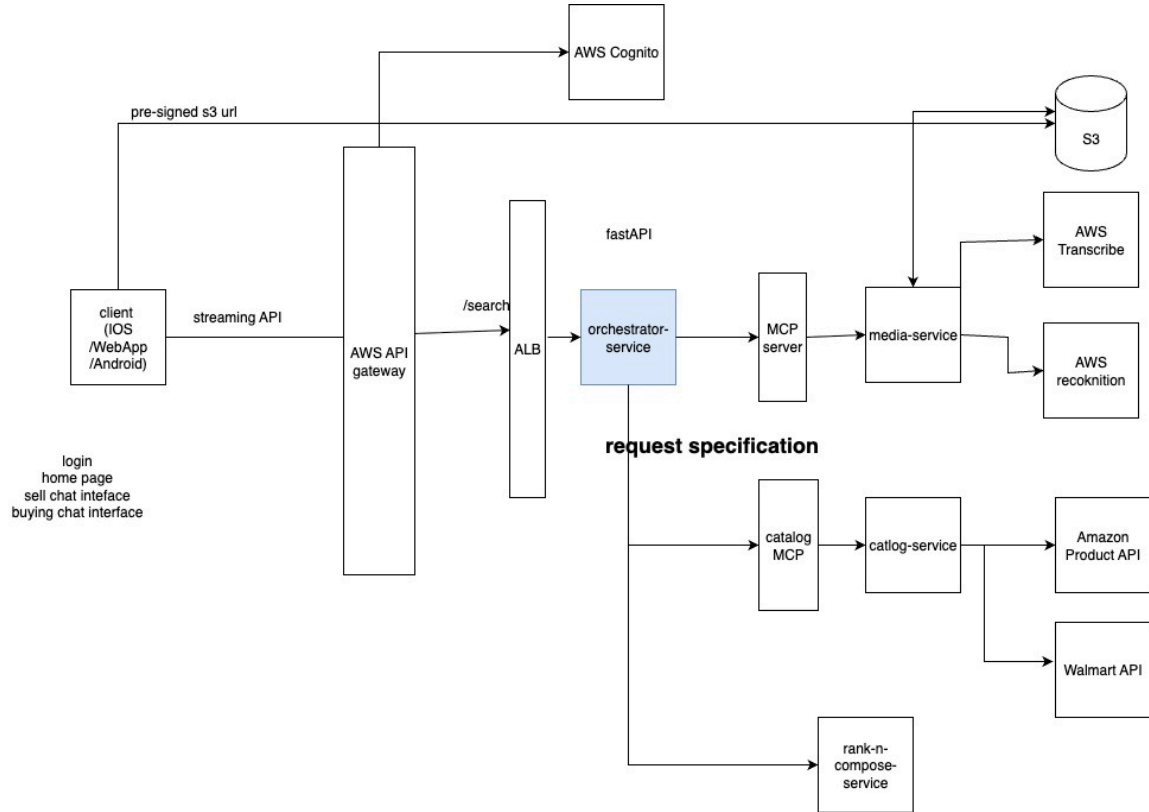 AWS Cognito
pre-signed s3 url
S3
AWS
Transcribe
fastAPI
client
(IOS
/WebApp
/Android)
streaming API
AWS API
gateway
/search
ALB
orchestrator-
service
MCP
server
media-service
AWS
recoknition
request specification
login
home page
sell chat inteface
buying chat interface
catalog
MCP
catlog-service
Amazon
Product API
Walmart API
rank-n-
compose-
service